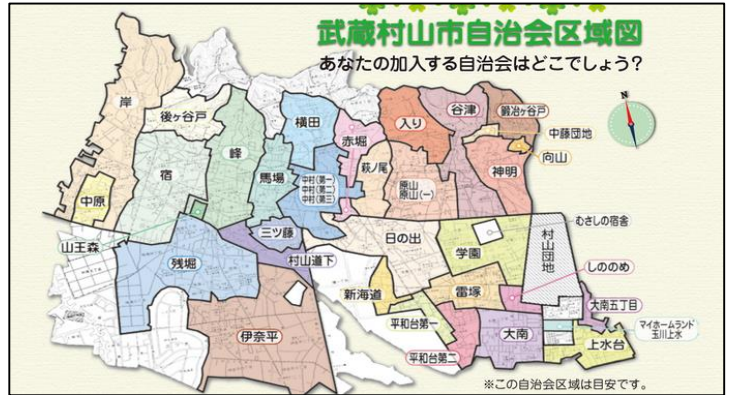 武蔵村山市自治会区域図
あなたの加入する自治会はどこでしょう?
岸
後ヶ谷戸
峰
横田
赤堀
入り
谷津
鍛冶ヶ谷戸
N
中藤団地
向山
宿
馬場
中村(第一)
中村(第二)
中村(第三)
萩ノ尾
原山
原山(一)
神明
中原
三ツ藤
日の出
学園
むさしの宿舎
村山団地
山王森
残堀
村山道下
新海道
雷塚
しののめ
大南五丁目
伊奈平
平和台第一
平和台第二
大南
マイホームランド
玉川上水
上水台
※この自治会区域は目安です。